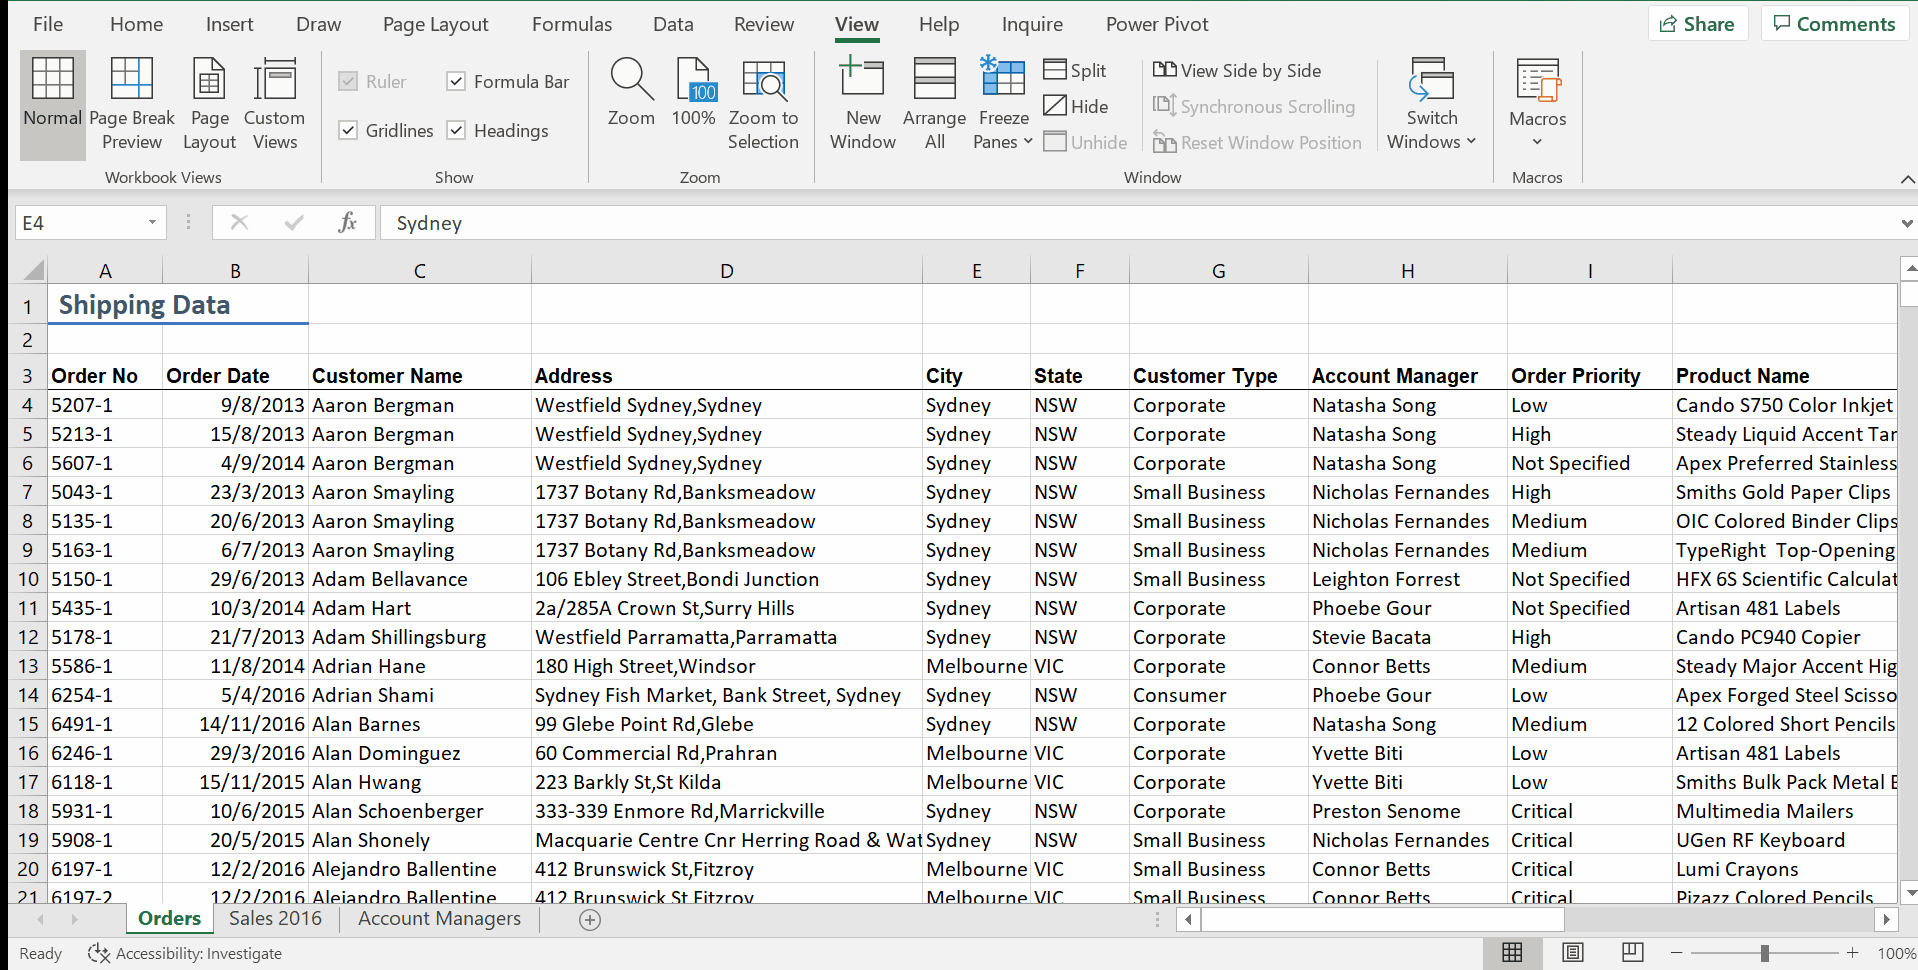 File Home Insert Draw Page Layout Formulas Data Review View Help Inquire Power Pivot Share Comments
Normal Page Break Preview Page Layout Custom Views
Workbook Views
Ruler Formula Bar
Gridlines Headings
Show
Zoom 100% Zoom to Selection
100
Zoom
New Window Arrange All Freeze Panes
Split
Hide
Unhide
View Side by Side
Synchronous Scrolling
Reset Window Position
Switch Windows
Window
Macros
Macros
E4 fx Sydney
A B C D E F G H I
1 Shipping Data
2
3 Order No Order Date Customer Name Address City State Customer Type Account Manager Order Priority Product Name
4 5207-1 9/8/2013 Aaron Bergman Westfield Sydney,Sydney Sydney NSW Corporate Natasha Song Low Cando S750 Color Inkjet
5 5213-1 15/8/2013 Aaron Bergman Westfield Sydney,Sydney Sydney NSW Corporate Natasha Song High Steady Liquid Accent Tar
6 5607-1 4/9/2014 Aaron Bergman Westfield Sydney,Sydney Sydney NSW Corporate Natasha Song Not Specified Apex Preferred Stainless
7 5043-1 23/3/2013 Aaron Smayling 1737 Botany Rd,Banksmeadow Sydney NSW Small Business Nicholas Fernandes High Smiths Gold Paper Clips
8 5135-1 20/6/2013 Aaron Smayling 1737 Botany Rd,Banksmeadow Sydney NSW Small Business Nicholas Fernandes Medium OIC Colored Binder Clips
9 5163-1 6/7/2013 Aaron Smayling 1737 Botany Rd,Banksmeadow Sydney NSW Small Business Nicholas Fernandes Medium TypeRight Top-Opening
10 5150-1 29/6/2013 Adam Bellavance 106 Ebley Street,Bondi Junction Sydney NSW Small Business Leighton Forrest Not Specified HFX 6S Scientific Calculat
11 5435-1 10/3/2014 Adam Hart 2a/285A Crown St,Surry Hills Sydney NSW Corporate Phoebe Gour Not Specified Artisan 481 Labels
12 5178-1 21/7/2013 Adam Shillingsburg Westfield Parramatta,Parramatta Sydney NSW Corporate Stevie Bacata High Cando PC940 Copier
13 5586-1 11/8/2014 Adrian Hane 180 High Street,Windsor Melbourne VIC Corporate Connor Betts Medium Steady Major Accent Hig
14 6254-1 5/4/2016 Adrian Shami Sydney Fish Market, Bank Street, Sydney Sydney NSW Consumer Phoebe Gour Low Apex Forged Steel Scisso
15 6491-1 14/11/2016 Alan Barnes 99 Glebe Point Rd,Glebe Sydney NSW Corporate Natasha Song Medium 12 Colored Short Pencils
16 6246-1 29/3/2016 Alan Dominguez 60 Commercial Rd,Prahran Melbourne VIC Corporate Yvette Biti Low Artisan 481 Labels
17 6118-1 15/11/2015 Alan Hwang 223 Barkly St,St Kilda Melbourne VIC Corporate Yvette Biti Low Smiths Bulk Pack Metal B
18 5931-1 10/6/2015 Alan Schoenberger 333-339 Enmore Rd,Marrickville Sydney NSW Corporate Preston Senome Critical Multimedia Mailers
19 5908-1 20/5/2015 Alan Shonely Macquarie Centre Cnr Herring Road & Wat Sydney NSW Small Business Nicholas Fernandes Critical UGen RF Keyboard
20 6197-1 12/2/2016 Alejandro Ballentine 412 Brunswick St,Fitzroy Melbourne VIC Small Business Connor Betts Critical Lumi Crayons
21 6197-2 12/2/2016 Alejandro Ballentine 412 Brunswick St,Fitzroy Melbourne VIC Small Business Connor Betts Critical Pizazz Colored Pencils
Orders Sales 2016 Account Managers
Ready Accessibility: Investigate 100%